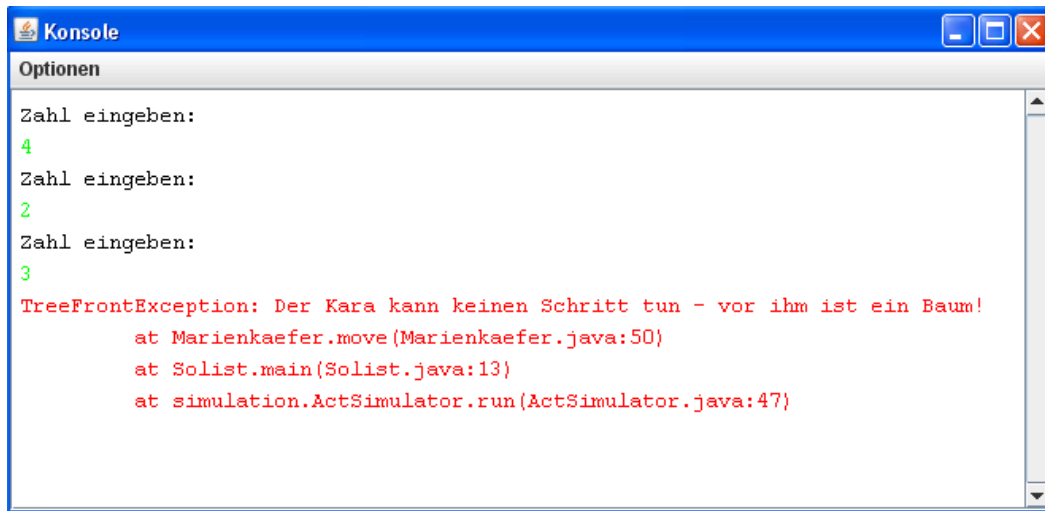 Konsole
Optionen
Zahl eingeben:
4
Zahl eingeben:
2
Zahl eingeben:
3
TreeFrontException: Der Kara kann keinen Schritt tun - vor ihm ist ein Baum!
at Marienkaefer.move(Marienkaefer.java:50)
at Solist.main(Solist.java:13)
at simulation.ActSimulator.run(ActSimulator.java:47)